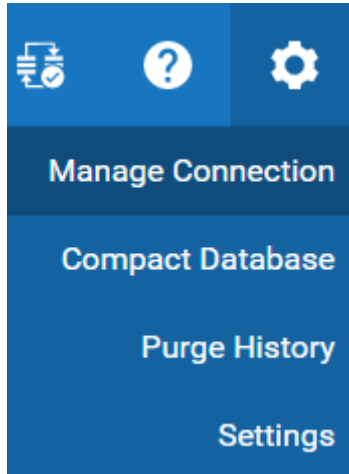 Manage Connection
Compact Database
Purge History
Settings